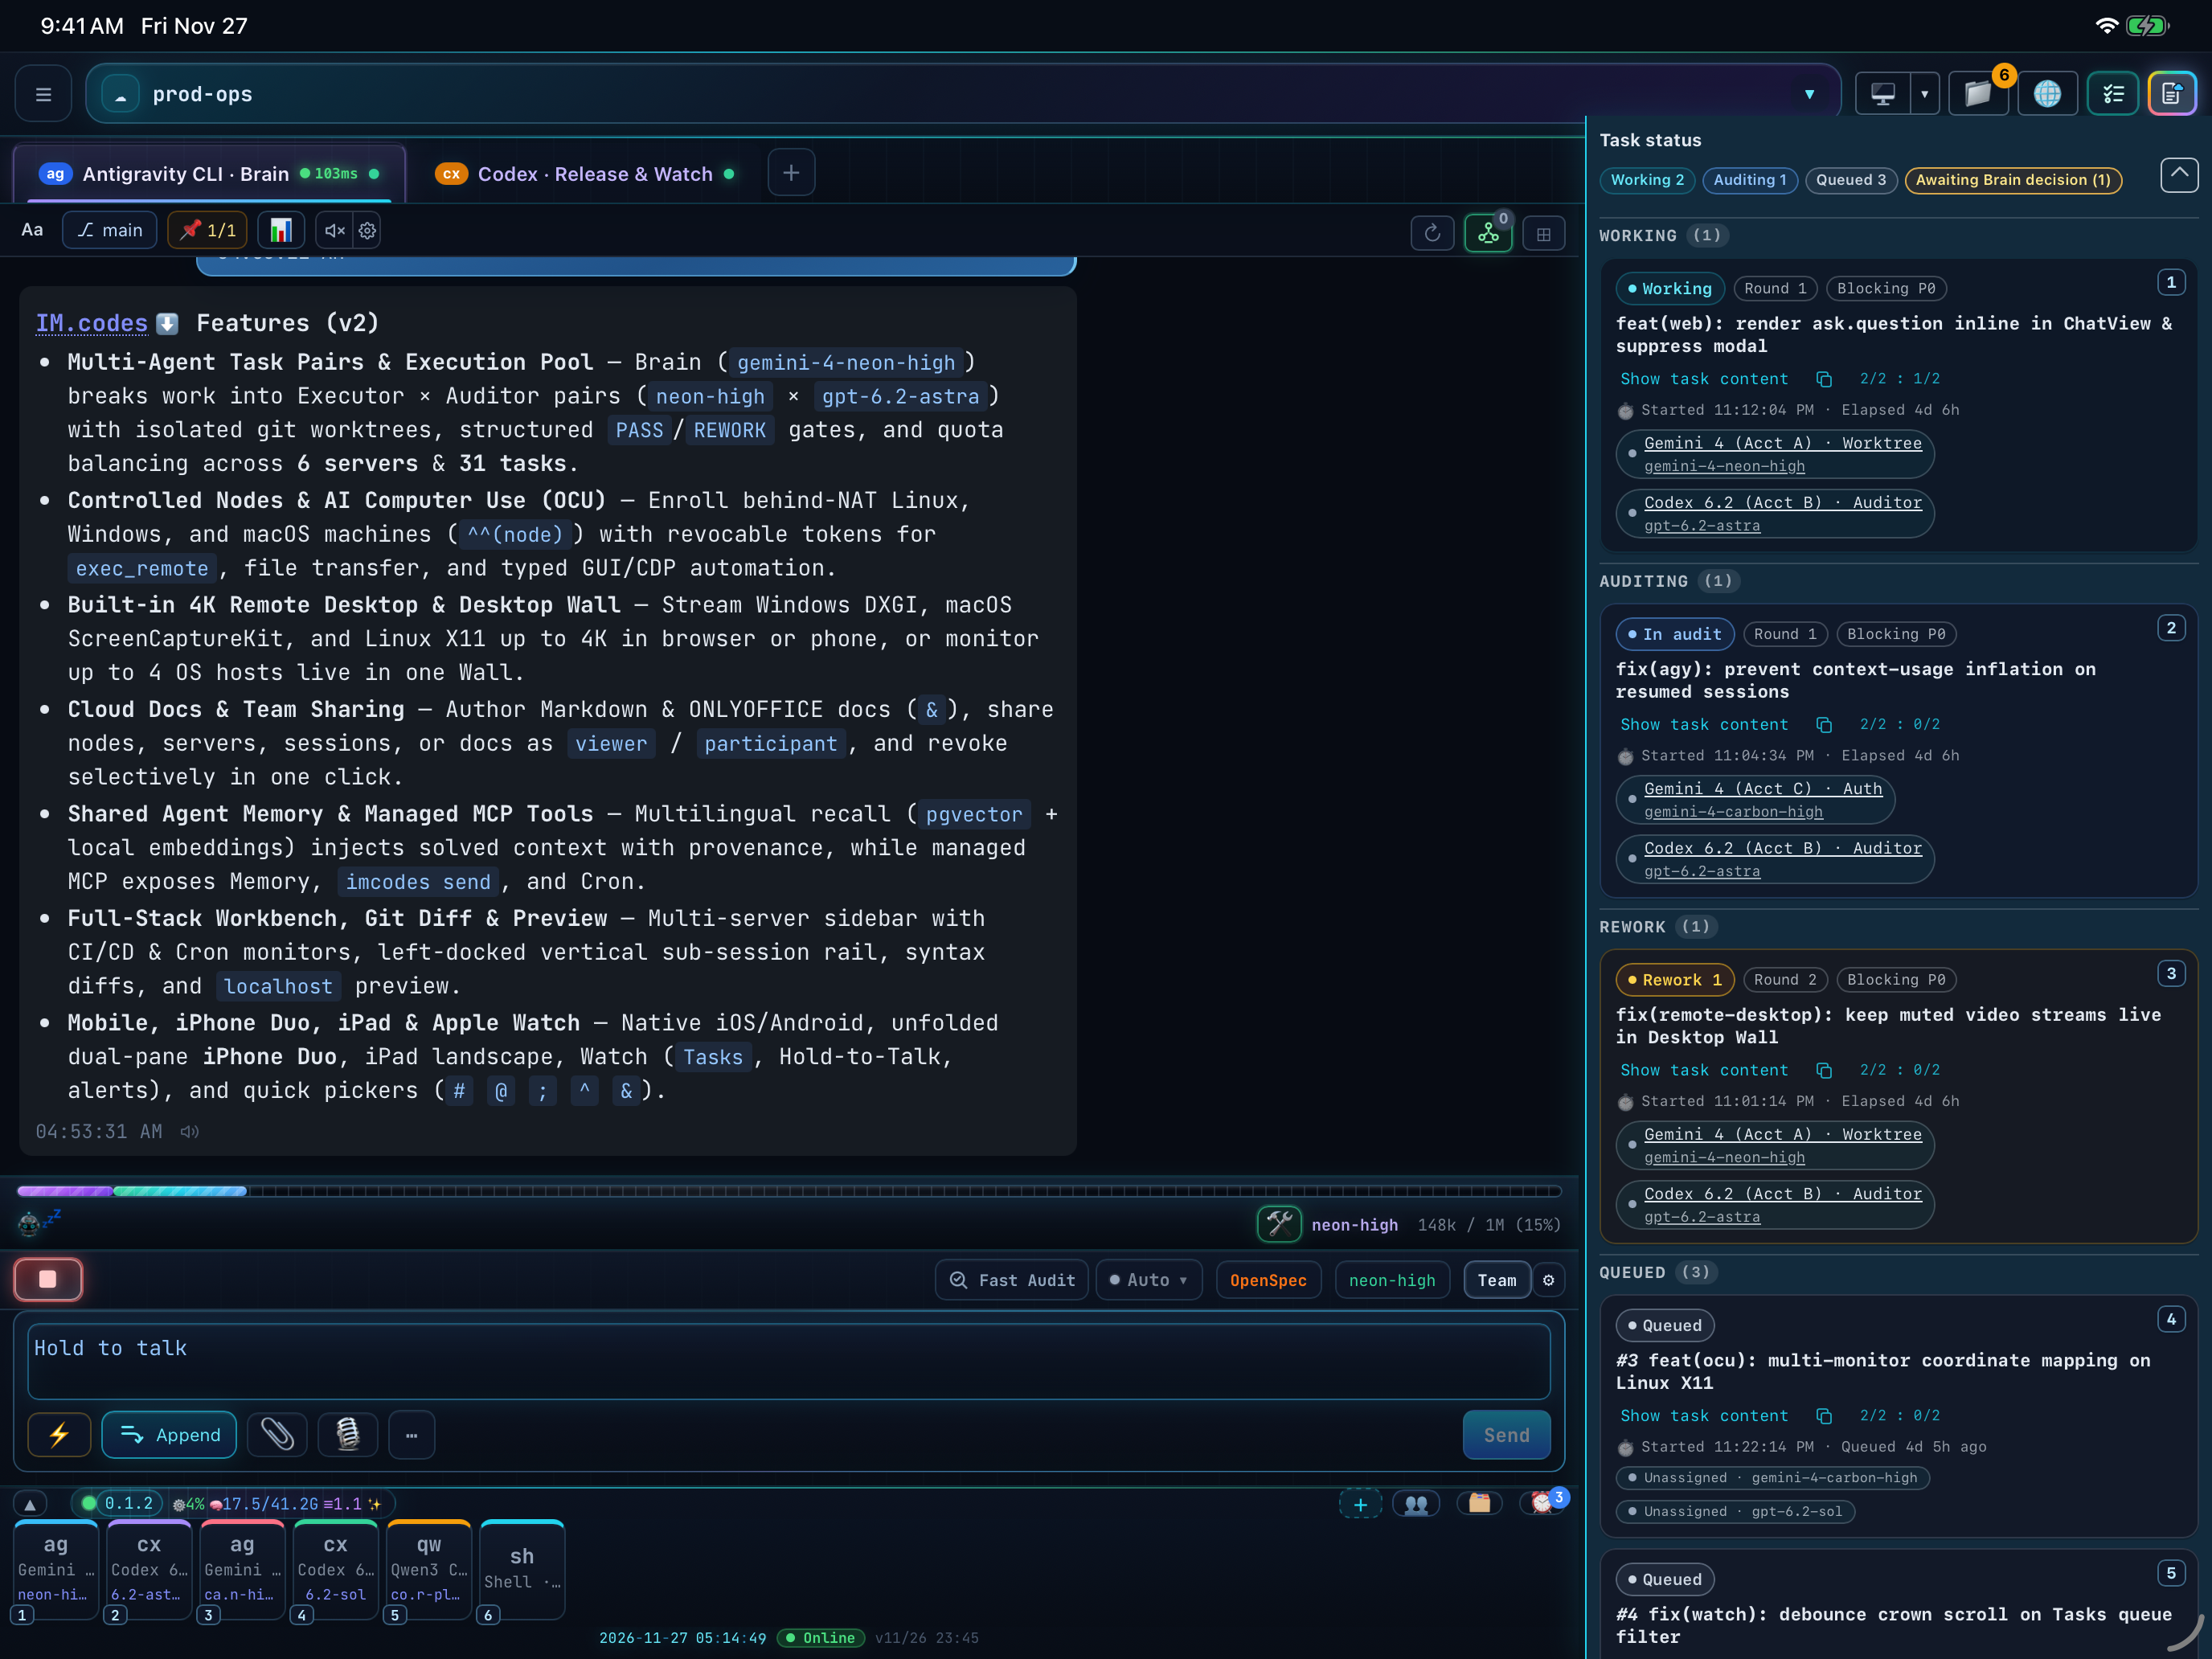 9:41 AM Fri Nov 27
prod-ops
6
ag Antigravity CLI · Brain 103ms
cx Codex · Release & Watch
+
Aa
main
1/1
0
IM.codes Features (v2)
• Multi-Agent Task Pairs & Execution Pool — Brain (gemini-4-neon-high)
breaks work into Executor × Auditor pairs (neon-high × gpt-6.2-astra)
with isolated git worktrees, structured PASS/REWORK gates, and quota
balancing across 6 servers & 31 tasks.
• Controlled Nodes & AI Computer Use (OCU) — Enroll behind-NAT Linux,
Windows, and macOS machines (^^(node)) with revocable tokens for
exec_remote, file transfer, and typed GUI/CDP automation.
• Built-in 4K Remote Desktop & Desktop Wall — Stream Windows DXGI, macOS
ScreenCaptureKit, and Linux X11 up to 4K in browser or phone, or monitor
up to 4 OS hosts live in one Wall.
• Cloud Docs & Team Sharing — Author Markdown & ONLYOFFICE docs (&), share
nodes, servers, sessions, or docs as viewer / participant, and revoke
selectively in one click.
• Shared Agent Memory & Managed MCP Tools — Multilingual recall (pgvector +
local embeddings) injects solved context with provenance, while managed
MCP exposes Memory, imcodes send, and Cron.
• Full-Stack Workbench, Git Diff & Preview — Multi-server sidebar with
CI/CD & Cron monitors, left-docked vertical sub-session rail, syntax
diffs, and localhost preview.
• Mobile, iPhone Duo, iPad & Apple Watch — Native iOS/Android, unfolded
dual-pane iPhone Duo, iPad landscape, Watch (Tasks, Hold-to-Talk,
alerts), and quick pickers (# @ ; ^ &).
04:53:31 AM
neon-high 148k / 1M (15%)
Fast Audit
Auto
OpenSpec
neon-high
Team
Hold to talk
Append
Send
0.1.2 4% 17.5/41.2G ≡1.1
3
ag
Gemini …
neon-hi…
1
cx
Codex 6…
6.2-ast…
2
ag
Gemini …
ca.n-hi…
3
cx
Codex 6…
6.2-sol
4
qw
Qwen3 C…
co.r-pl…
5
sh
Shell ·…
6
2026-11-27 05:14:49 Online v11/26 23:45
Task status
Working 2
Auditing 1
Queued 3
Awaiting Brain decision (1)
WORKING (1)
Working Round 1 Blocking P0 1
feat(web): render ask.question inline in ChatView &
suppress modal
Show task content 2/2 : 1/2
Started 11:12:04 PM · Elapsed 4d 6h
Gemini 4 (Acct A) · Worktree
gemini-4-neon-high
Codex 6.2 (Acct B) · Auditor
gpt-6.2-astra
AUDITING (1)
In audit Round 1 Blocking P0 2
fix(agy): prevent context-usage inflation on
resumed sessions
Show task content 2/2 : 0/2
Started 11:04:34 PM · Elapsed 4d 6h
Gemini 4 (Acct C) · Auth
gemini-4-carbon-high
Codex 6.2 (Acct B) · Auditor
gpt-6.2-astra
REWORK (1)
Rework 1 Round 2 Blocking P0 3
fix(remote-desktop): keep muted video streams live
in Desktop Wall
Show task content 2/2 : 0/2
Started 11:01:14 PM · Elapsed 4d 6h
Gemini 4 (Acct A) · Worktree
gemini-4-neon-high
Codex 6.2 (Acct B) · Auditor
gpt-6.2-astra
QUEUED (3)
Queued 4
#3 feat(ocu): multi-monitor coordinate mapping on
Linux X11
Show task content 2/2 : 0/2
Started 11:22:14 PM · Queued 4d 5h ago
Unassigned · gemini-4-carbon-high
Unassigned · gpt-6.2-sol
Queued 5
#4 fix(watch): debounce crown scroll on Tasks queue
filter